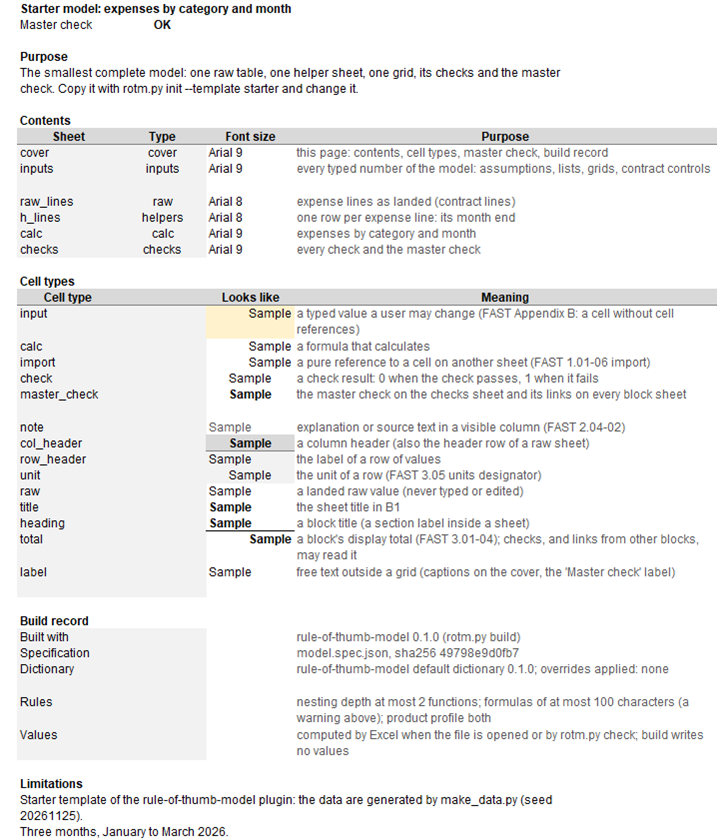 Starter model: expenses by category and month
Master check OK
Purpose
The smallest complete model: one raw table, one helper sheet, one grid, its checks and the master
check. Copy it with rotm.py init --template starter and change it.
Contents
Sheet Type Font size Purpose
cover cover Arial 9 this page: contents, cell types, master check, build record
inputs inputs Arial 9 every typed number of the model: assumptions, lists, grids, contract controls
raw_lines raw Arial 8 expense lines as landed (contract lines)
h_lines helpers Arial 8 one row per expense line: its month end
calc calc Arial 9 expenses by category and month
checks checks Arial 9 every check and the master check
Cell types
Cell type Looks like Meaning
input Sample a typed value a user may change (FAST Appendix B: a cell without cell
references)
calc Sample a formula that calculates
import Sample a pure reference to a cell on another sheet (FAST 1.01-06 import)
check Sample a check result: 0 when the check passes, 1 when it fails
master_check Sample the master check on the checks sheet and its links on every block sheet
note Sample explanation or source text in a visible column (FAST 2.04-02)
col_header Sample a column header (also the header row of a raw sheet)
row_header Sample the label of a row of values
unit Sample the unit of a row (FAST 3.05 units designator)
raw Sample a landed raw value (never typed or edited)
title Sample the sheet title in B1
heading Sample a block title (a section label inside a sheet)
total Sample a block's display total (FAST 3.01-04); checks, and links from other blocks,
may read it
label Sample free text outside a grid (captions on the cover, the 'Master check' label)
Build record
Built with rule-of-thumb-model 0.1.0 (rotm.py build)
Specification model.spec.json, sha256 49798e9d0fb7
Dictionary rule-of-thumb-model default dictionary 0.1.0; overrides applied: none
Rules nesting depth at most 2 functions; formulas of at most 100 characters (a
warning above); product profile both
Values computed by Excel when the file is opened or by rotm.py check; build writes
no values
Limitations
Starter template of the rule-of-thumb-model plugin: the data are generated by make_data.py (seed
20261125).
Three months, January to March 2026.